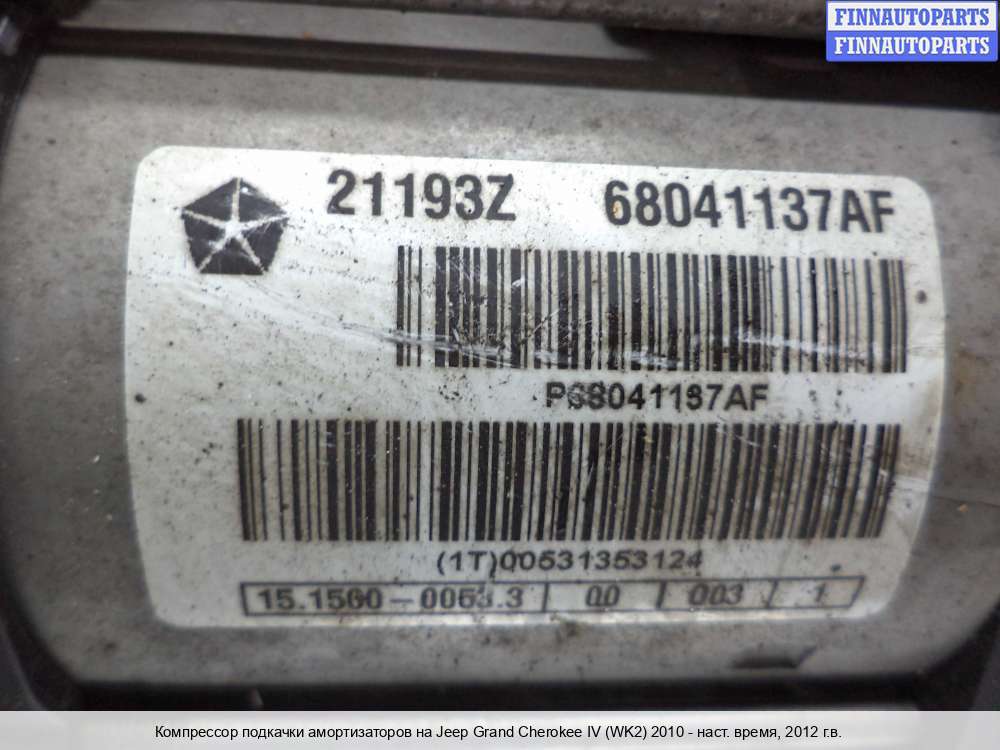 FINNAUTOPARTS
FINNAUTOPARTS
21193Z 68041137AF
P68041137AF
(1T)00531353124
15.1500-0053.3 00 003 1
Компрессор подкачки амортизаторов на Jeep Grand Cherokee IV (WK2) 2010 - наст. время, 2012 г.в.